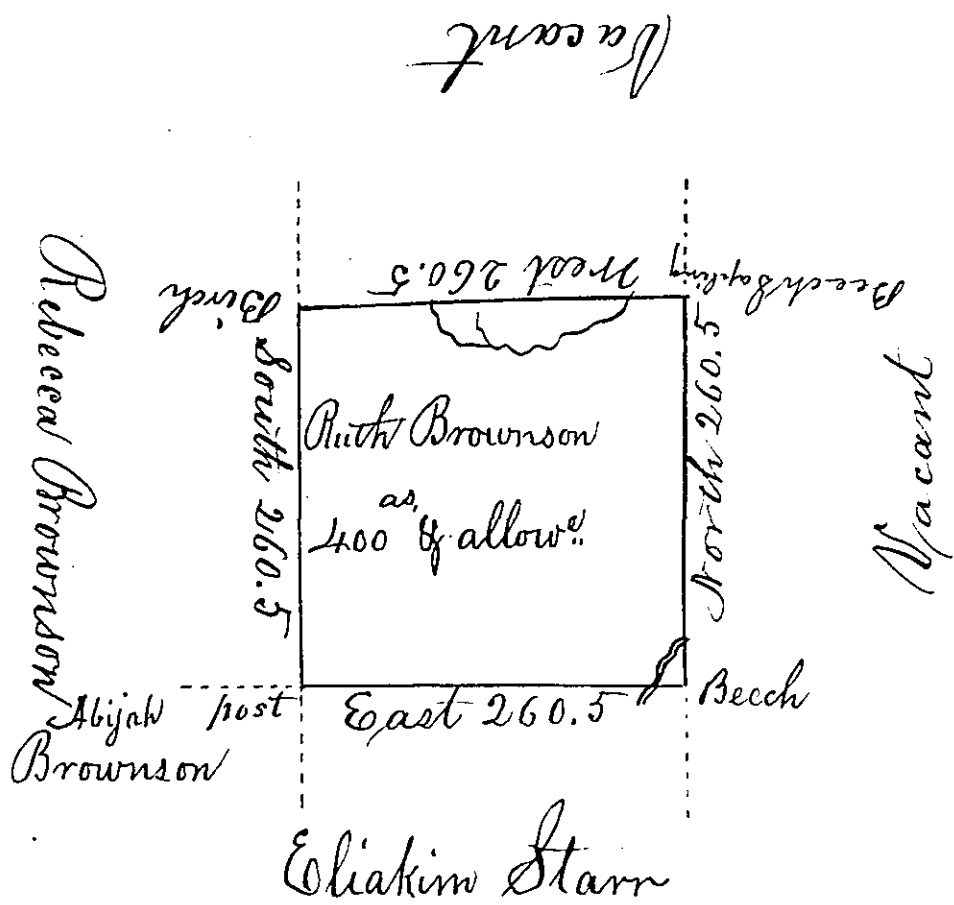 Vacant
West 260.5
Beech Sapling
Birch
Rebecca Brownson
South 260.5
Ruth Brownson
400 as. & allow.e
North 260.5
Vacant
Abijah
Brownson
post
East 260.5
Beech
Eliakim Starr